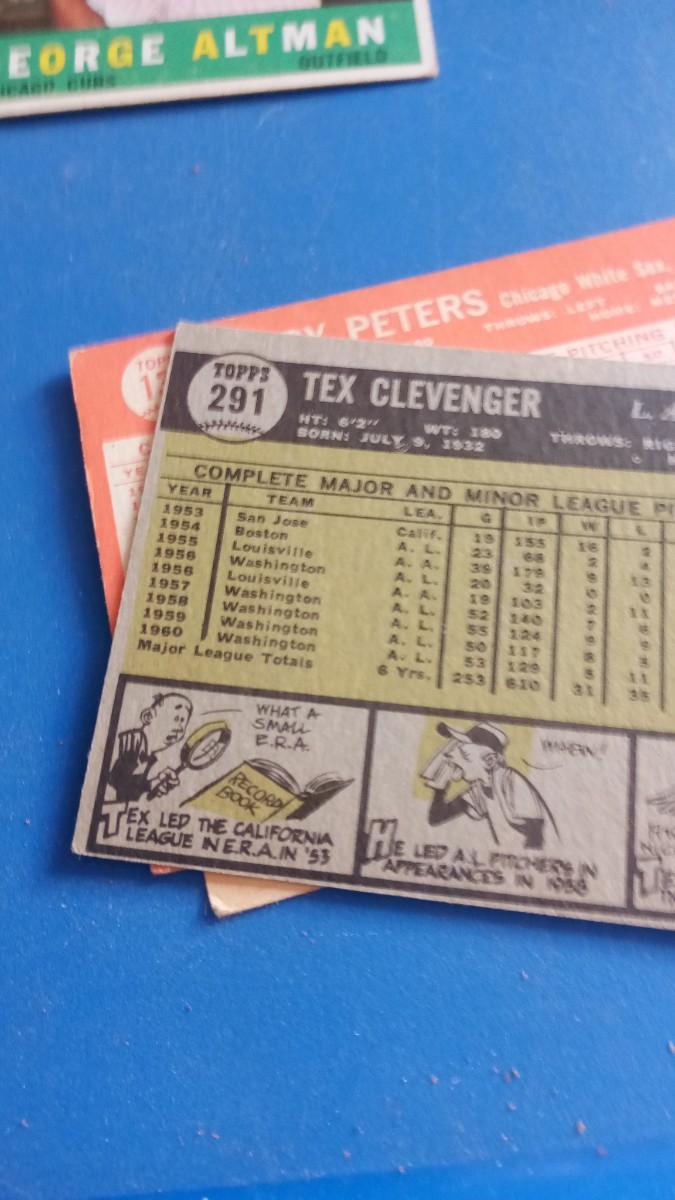 EORGE ALTMAN
OUTFIELD
CUBS
PETERS Chicago White Sox,
THROWS: LEFT
PITCHING
TOPPS
291
TEX CLEVENGER
HT: 6'2" WT: 180
BORN: JULY 9, 1932 THROWS:
COMPLETE MAJOR AND MINOR LEAGUE
YEAR TEAM LEA. G IP W L
1953 San Jose Calif. 19 155 16 2
1954 Boston A. L. 23 68 2 4
1955 Louisville A. A. 39 179 9 13
1956 Washington A. L. 20 32 0 0
1956 Louisville A. A. 19 103 2 11
1957 Washington A. L. 52 140 7 6
1958 Washington A. L. 55 124 9 9
1959 Washington A. L. 50 117 8 5
1960 Washington A. L. 53 129 5 11
Major League Totals 6 Yrs. 253 610 31 35
WHAT A
SMALL
E.R.A.
RECORD
BOOK
TEX LED THE CALIFORNIA
LEAGUE IN E.R.A. IN '53
HE LED A.L. PITCHERS IN
APPEARANCES IN 1958